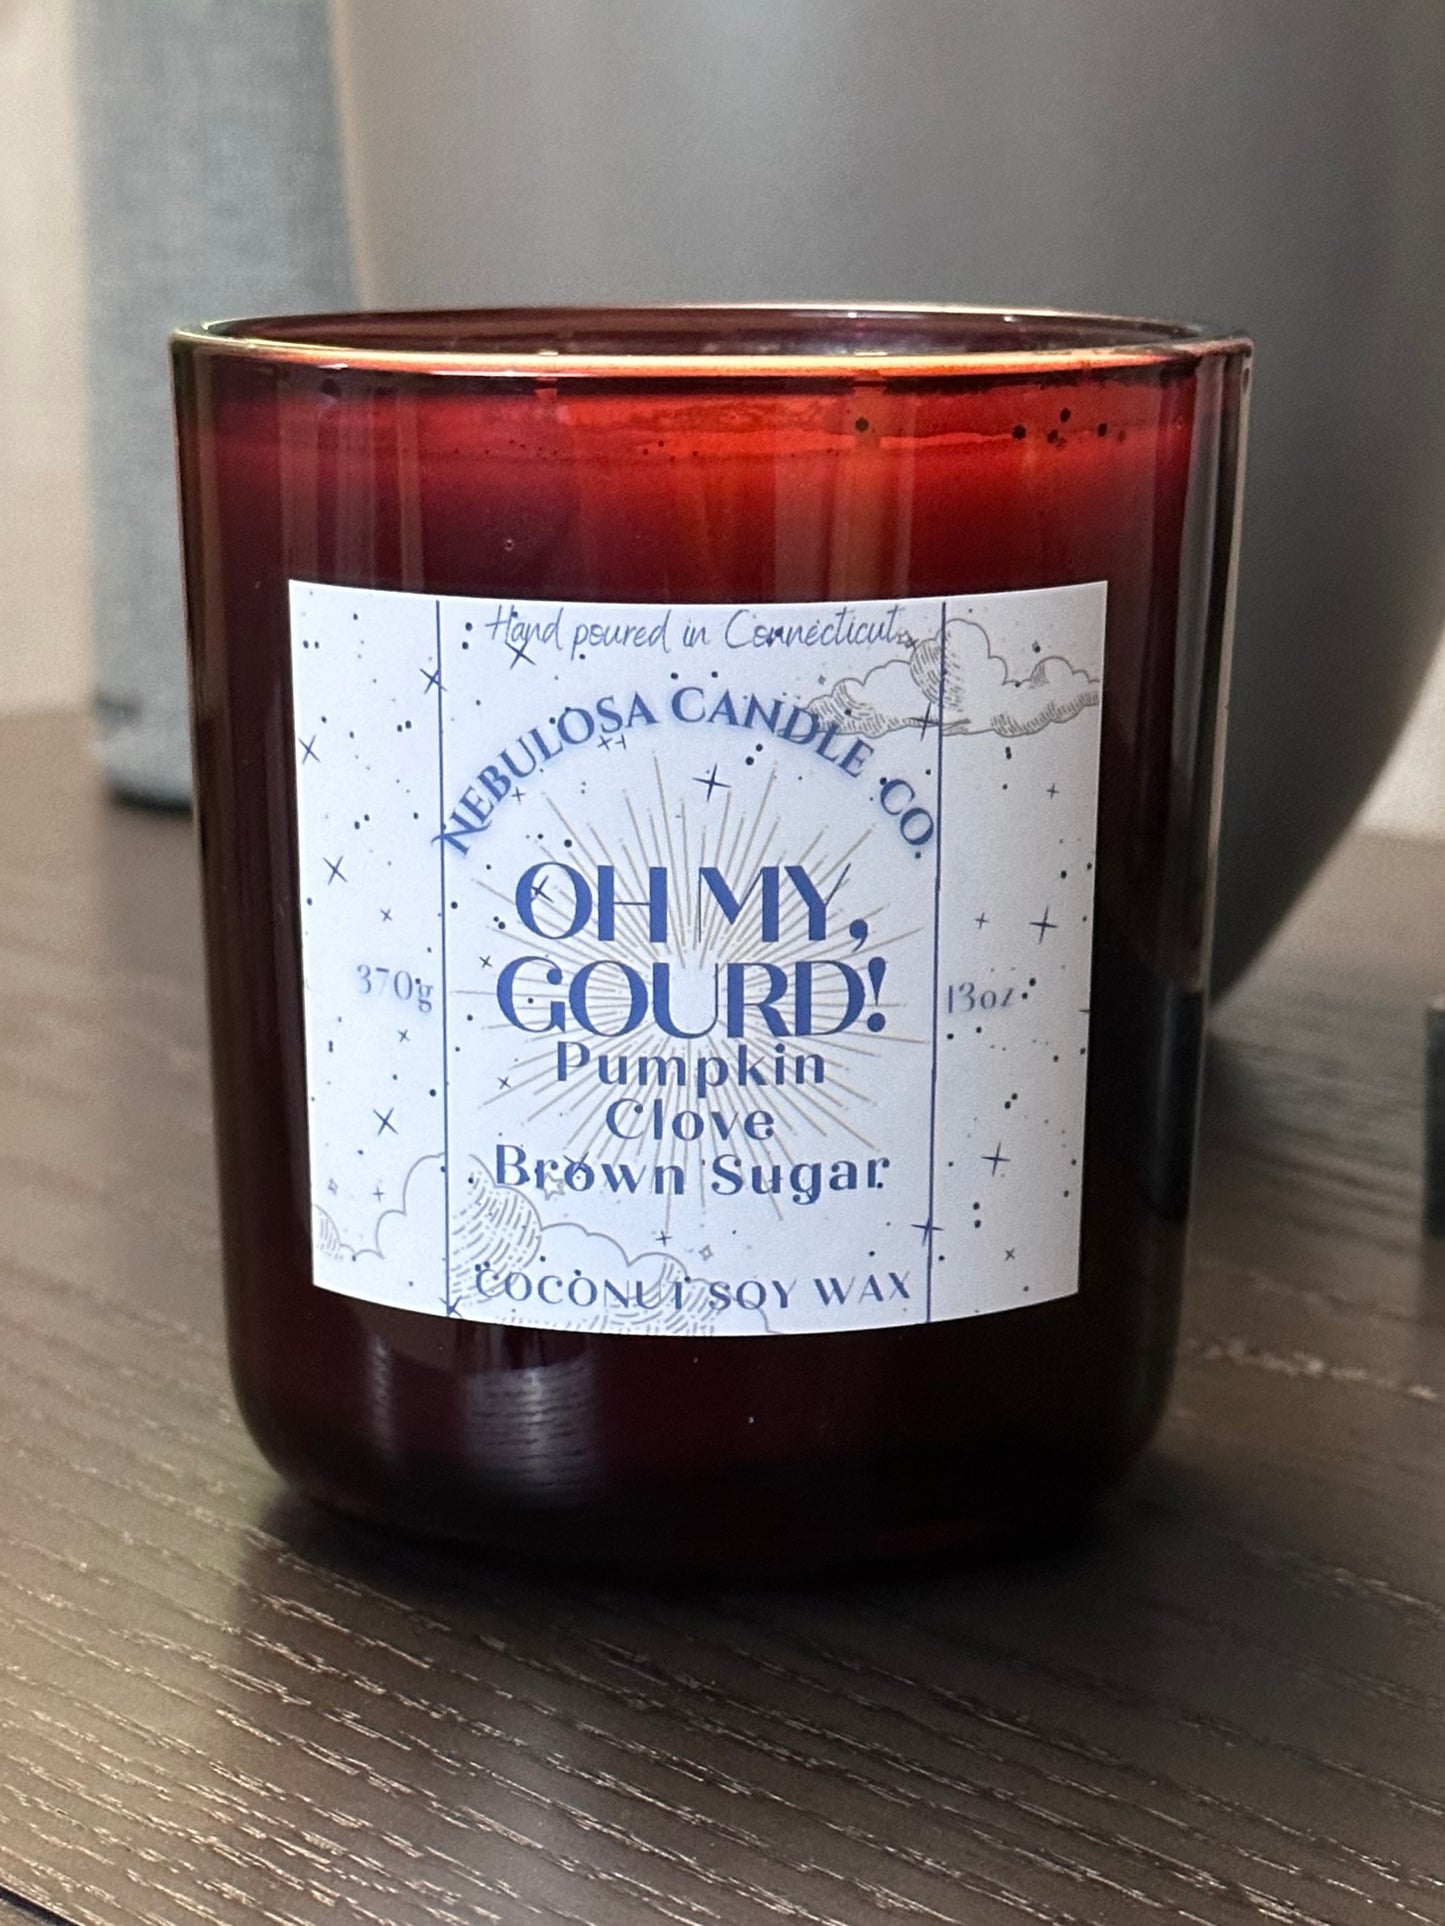 Hand poured in Connecticut
NEBULOSA CANDLE CO.
OH MY,
GOURD!
370g
13oz
Pumpkin
Clove
Brown Sugar
COCONUT SOY WAX